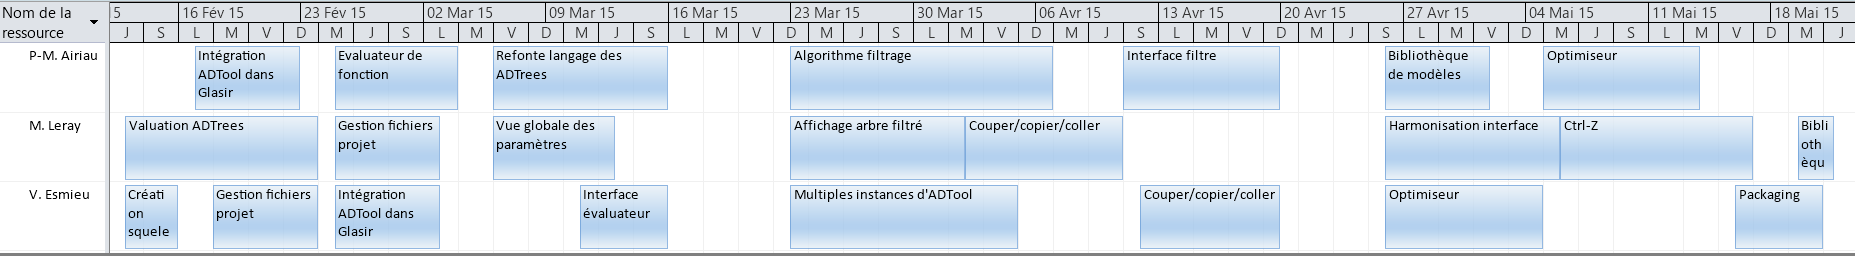 Nom de la ressource
5 16 Fév 15 23 Fév 15 02 Mar 15 09 Mar 15 16 Mar 15 23 Mar 15 30 Mar 15 06 Avr 15 13 Avr 15 20 Avr 15 27 Avr 15 04 Mai 15 11 Mai 15 18 Mai 15
J S L M V D M J S L M V D M J S L M V D M J S L M V D M J S L M V D M J S L M V D M J S L M V D M J
P-M. Airiau
Intégration
ADTool dans
Glasir
Evaluateur de
fonction
Refonte langage des
ADTrees
Algorithme filtrage
Interface filtre
Bibliothèque
de modèles
Optimiseur
M. Leray
Valuation ADTrees
Gestion fichiers
projet
Vue globale des
paramètres
Affichage arbre filtré
Couper/copier/coller
Harmonisation interface
Ctrl-Z
Bibli
oth
èqu
V. Esmieu
Créati
on
squele
Gestion fichiers
projet
Intégration
ADTool dans
Glasir
Interface
évaluateur
Multiples instances d'ADTool
Couper/copier/coller
Optimiseur
Packaging